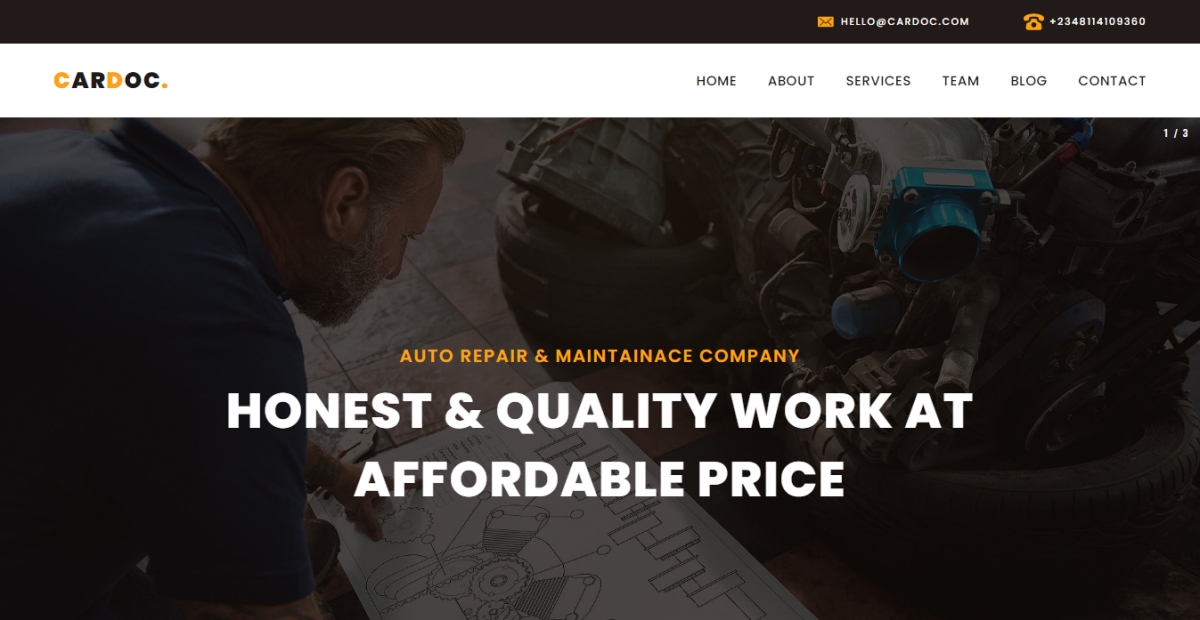 HELLO@CARDOC.COM +2348114109360
CARDOC.
HOME ABOUT SERVICES TEAM BLOG CONTACT
1 / 3
AUTO REPAIR & MAINTAINACE COMPANY
HONEST & QUALITY WORK AT
AFFORDABLE PRICE